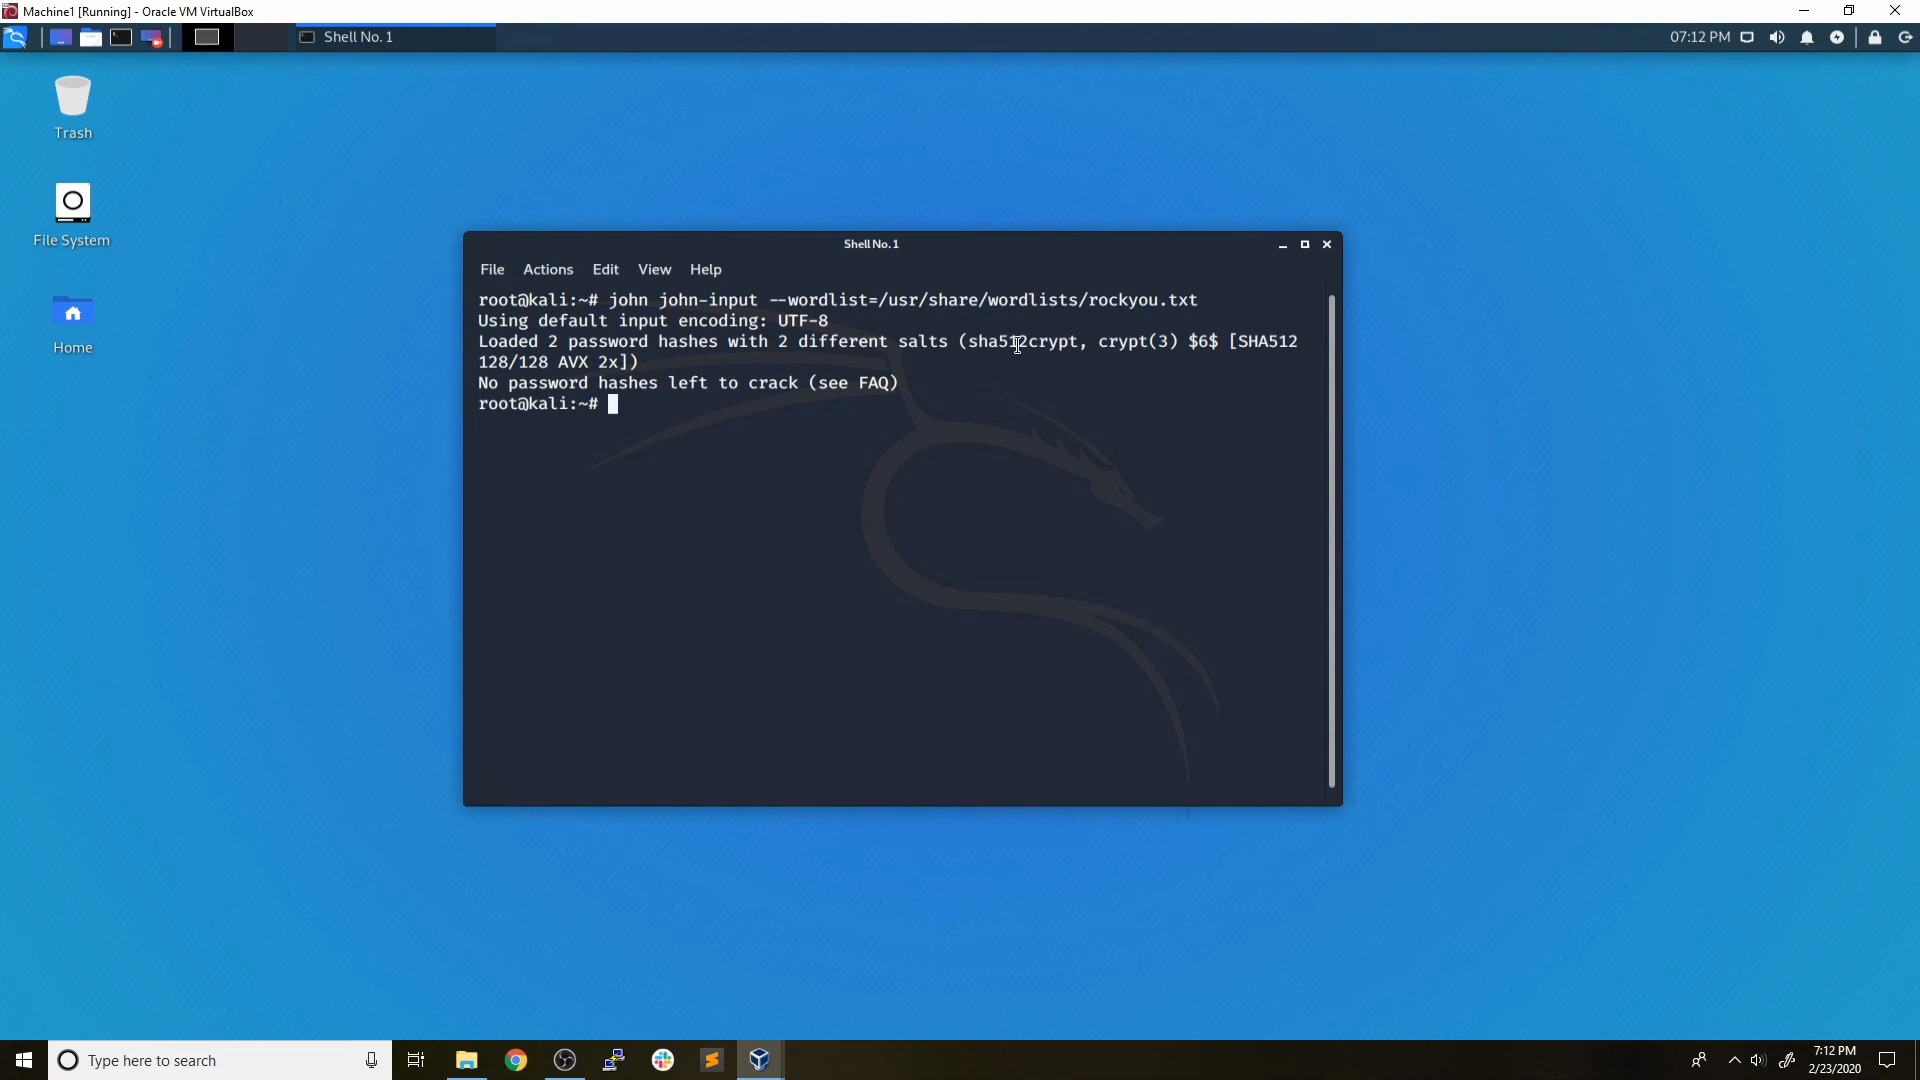 Machine1 [Running] - Oracle VM VirtualBox
Shell No. 1
07:12 PM
Trash
File System
Home
Shell No. 1
File Actions Edit View Help
root@kali:~# john john-input --wordlist=/usr/share/wordlists/rockyou.txt
Using default input encoding: UTF-8
Loaded 2 password hashes with 2 different salts (sha512crypt, crypt(3) $6$ [SHA512
128/128 AVX 2x])
No password hashes left to crack (see FAQ)
root@kali:~#
Type here to search
7:12 PM
2/23/2020